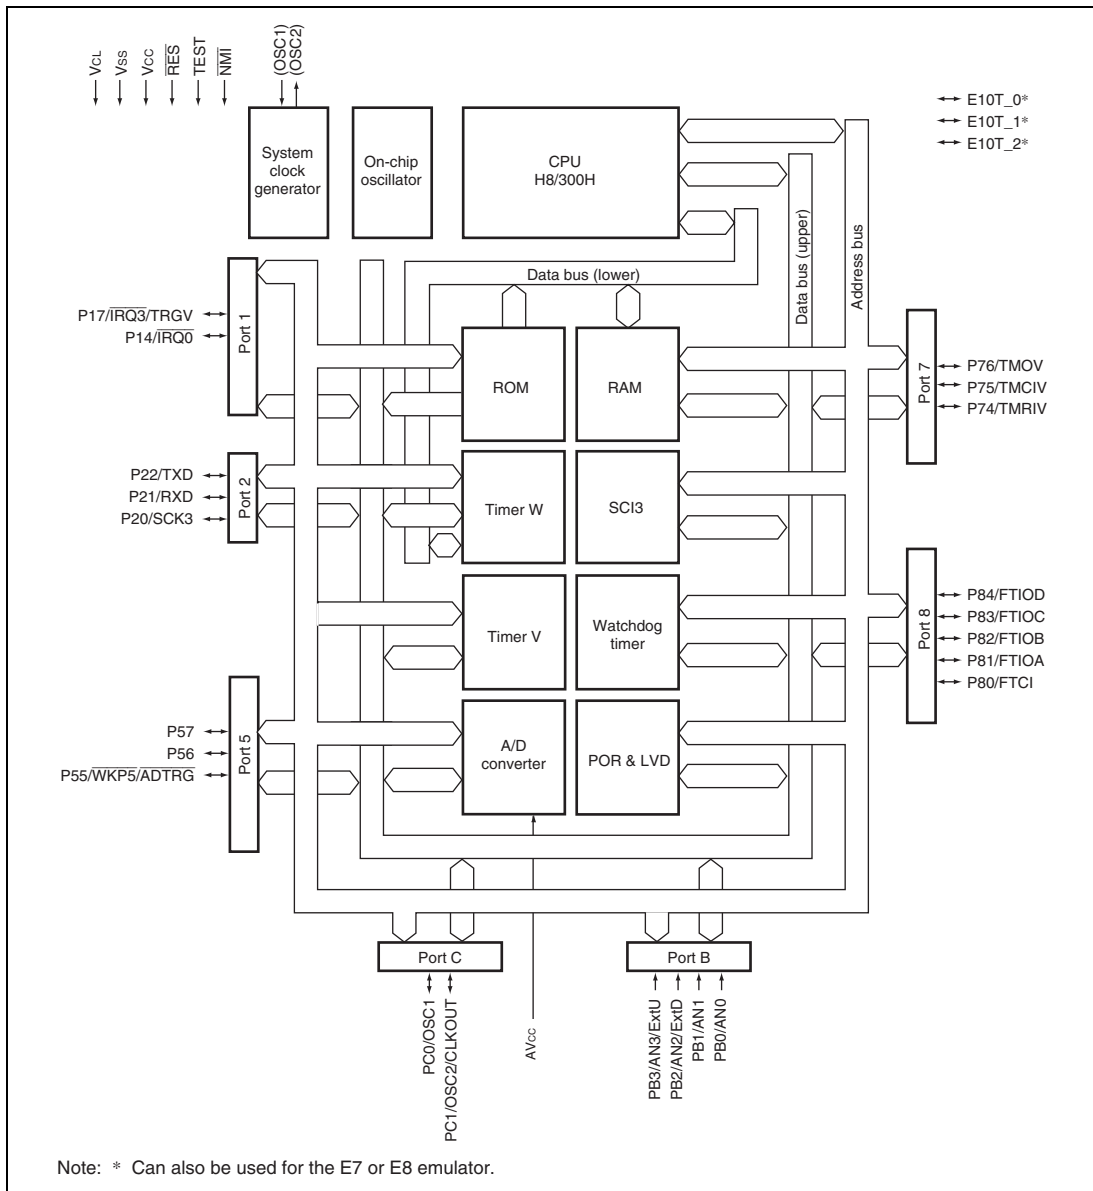 VCL
VSS
VCC
RES
TEST
NMI
(OSC1)
(OSC2)
E10T_0*
E10T_1*
E10T_2*
System
clock
generator
On-chip
oscillator
CPU
H8/300H
Data bus (lower)
Data bus (upper)
Address bus
Port 1
P17/IRQ3/TRGV
P14/IRQ0
ROM
RAM
Port 7
P76/TMOV
P75/TMCIV
P74/TMRIV
Port 2
P22/TXD
P21/RXD
P20/SCK3
Timer W
SCI3
Timer V
Watchdog
timer
Port 8
P84/FTIOD
P83/FTIOC
P82/FTIOB
P81/FTIOA
P80/FTCI
Port 5
P57
P56
P55/WKP5/ADTRG
A/D
converter
POR & LVD
Port C
Port B
PC0/OSC1
PC1/OSC2/CLKOUT
AVCC
PB3/AN3/ExtU
PB2/AN2/ExtD
PB1/AN1
PB0/AN0
Note: * Can also be used for the E7 or E8 emulator.